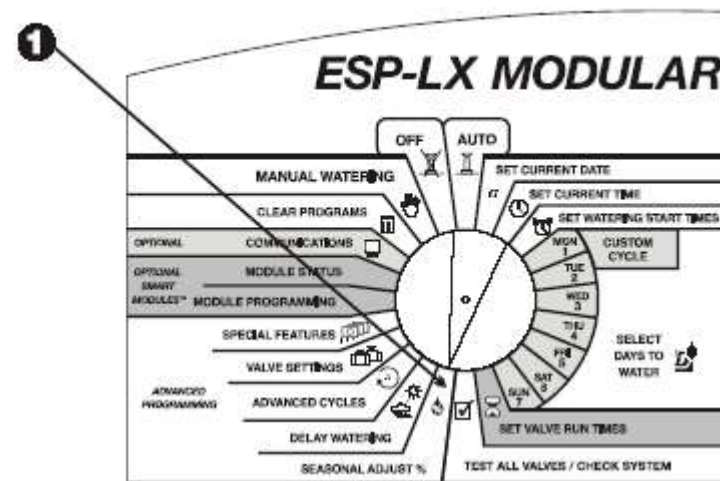 1
ESP-LX MODULAR
OFF
AUTO
MANUAL WATERING
SET CURRENT DATE
CLEAR PROGRAMS
SET CURRENT TIME
SET WATERING START TIMES
OPTIONAL
COMMUNICATIONS
MON
1
CUSTOM
CYCLE
OPTIONAL
SMART
MODULES™
MODULE STATUS
MODULE PROGRAMMING
TUE
2
WED
3
THU
4
FRI
5
SAT
6
SUN
7
SELECT
DAYS TO
WATER
SPECIAL FEATURES
VALVE SETTINGS
ADVANCED
PROGRAMMING
ADVANCED CYCLES
DELAY WATERING
SEASONAL ADJUST %
SET VALVE RUN TIMES
TEST ALL VALVES / CHECK SYSTEM